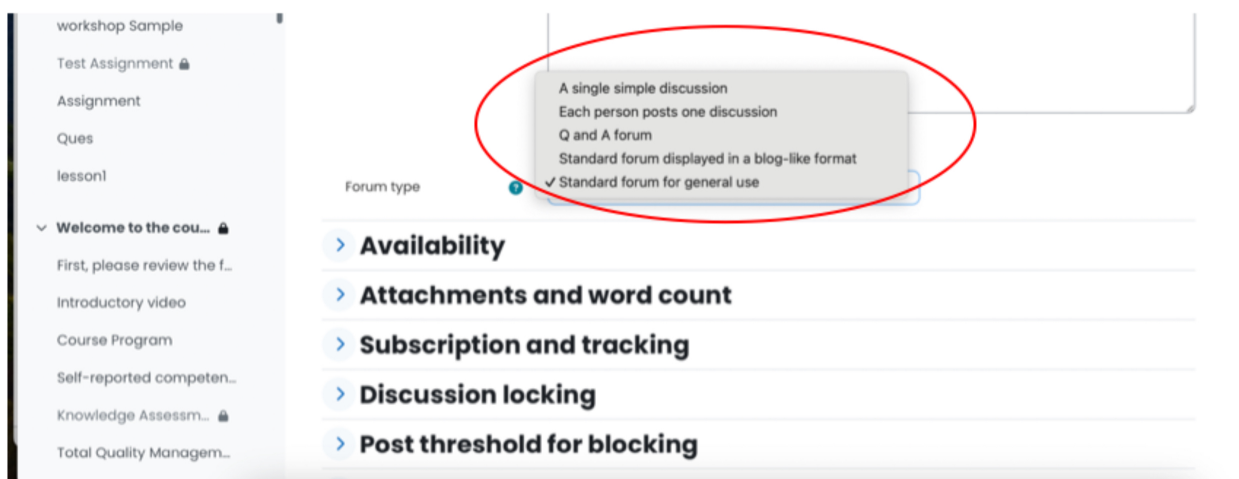 workshop Sample
Test Assignment
Assignment
Ques
lesson1
Welcome to the cou...
First, please review the f...
Introductory video
Course Program
Self-reported competen...
Knowledge Assessm...
Total Quality Managem...
A single simple discussion
Each person posts one discussion
Q and A forum
Standard forum displayed in a blog-like format
Forum type ? ✓ Standard forum for general use
Availability
Attachments and word count
Subscription and tracking
Discussion locking
Post threshold for blocking